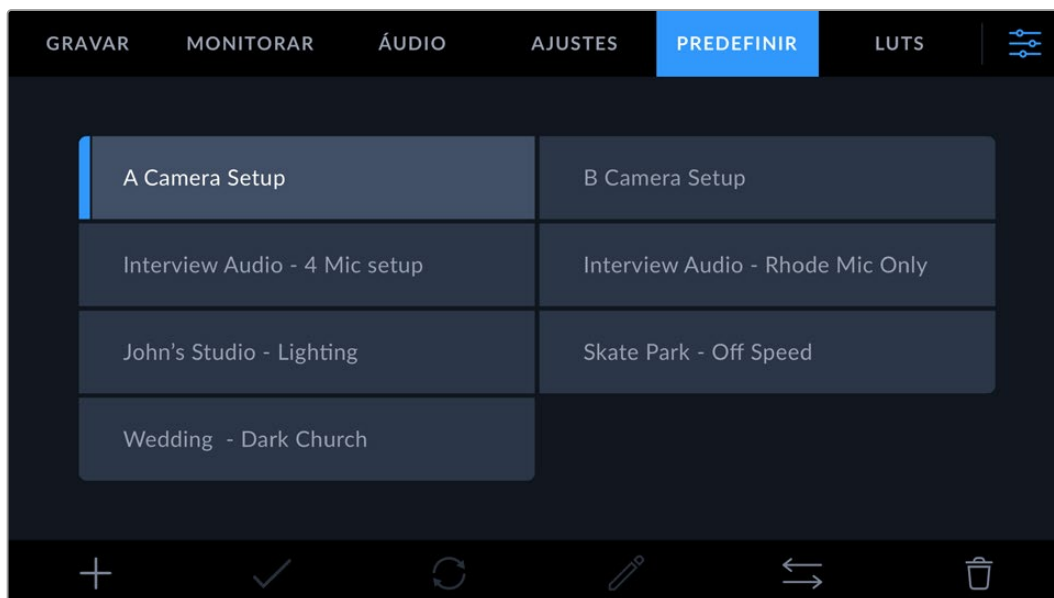 GRAVAR MONITORAR ÁUDIO AJUSTES PREDEFINIR LUTS
A Camera Setup B Camera Setup
Interview Audio - 4 Mic setup Interview Audio - Rhode Mic Only
John’s Studio - Lighting Skate Park - Off Speed
Wedding - Dark Church